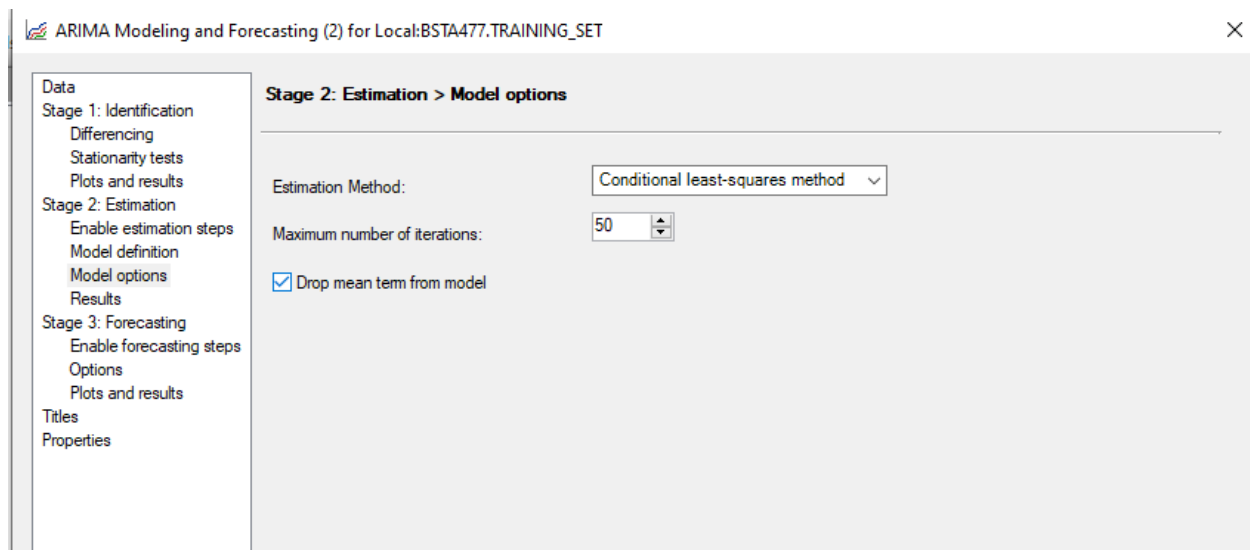 ARIMA Modeling and Forecasting (2) for Local:BSTA477.TRAINING_SET
Data
Stage 1: Identification
Differencing
Stationarity tests
Plots and results
Stage 2: Estimation
Enable estimation steps
Model definition
Model options
Results
Stage 3: Forecasting
Enable forecasting steps
Options
Plots and results
Titles
Properties
Stage 2: Estimation > Model options
Estimation Method:
Conditional least-squares method
Maximum number of iterations:
50
Drop mean term from model